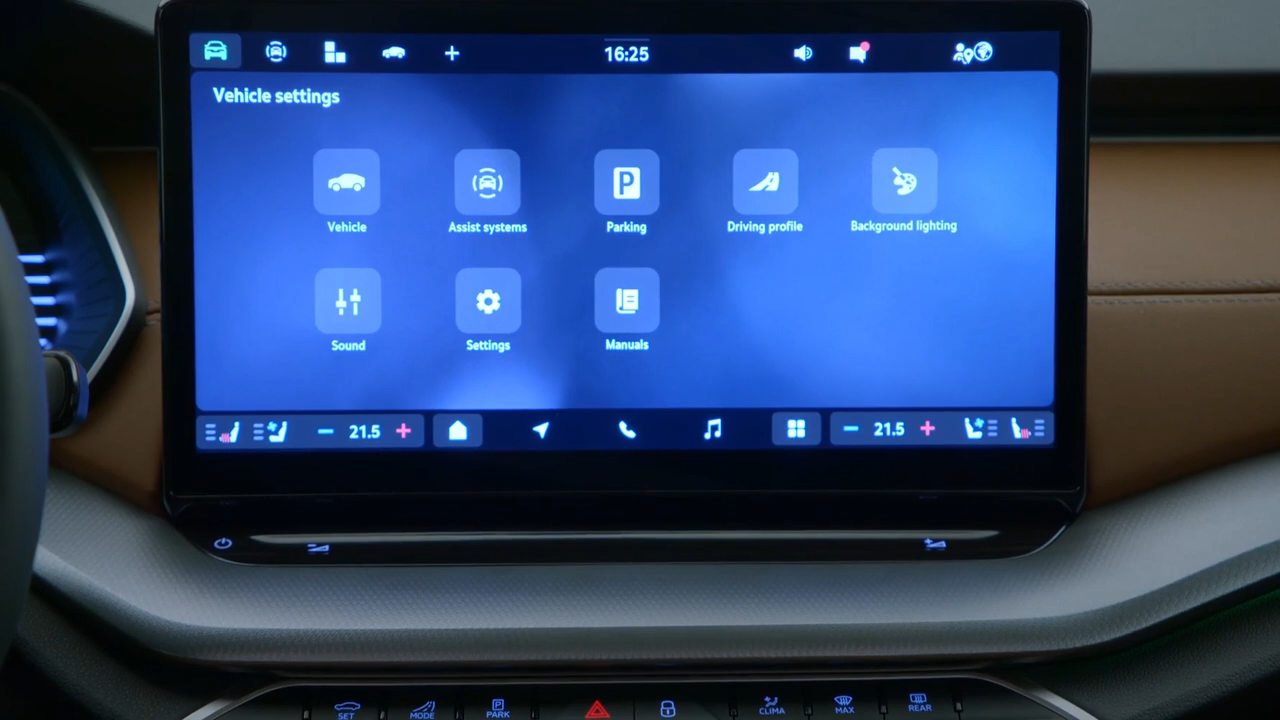 16:25
Vehicle settings
P
Vehicle
Assist systems
Parking
Driving profile
Background lighting
Sound
Settings
Manuals
21.5
21.5
SET
MODE
P
PARK
CLIMA
MAX
REAR